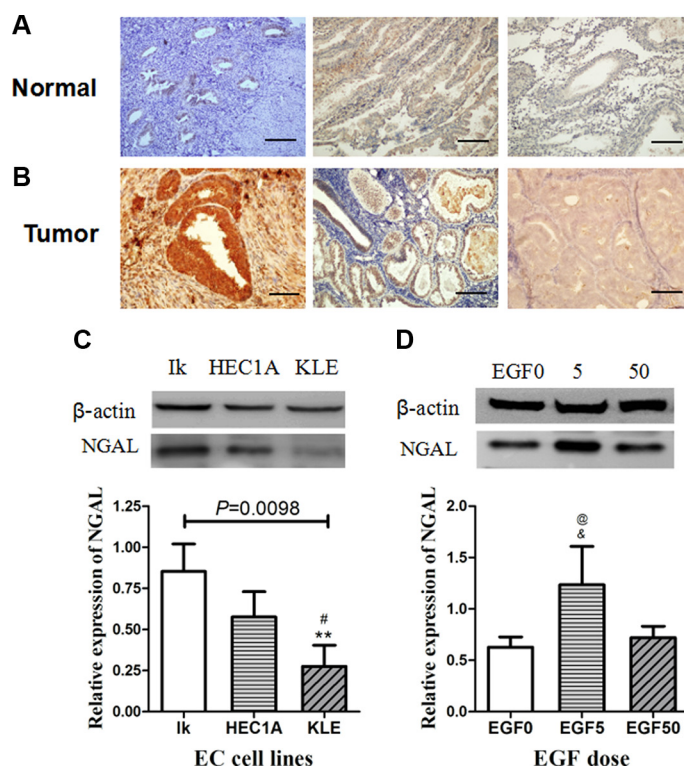 A
Normal
B
Tumor
C
Ik HEC1A KLE
β-actin
NGAL
Relative expression of NGAL
1.25
1.00
0.75
0.50
0.25
0.00
P=0.0098
#
**
Ik HEC1A KLE
EC cell lines
D
EGF0 5 50
β-actin
NGAL
Relative expression of NGAL
2.0
1.5
1.0
0.5
0.0
@
&
EGF0 EGF5 EGF50
EGF dose